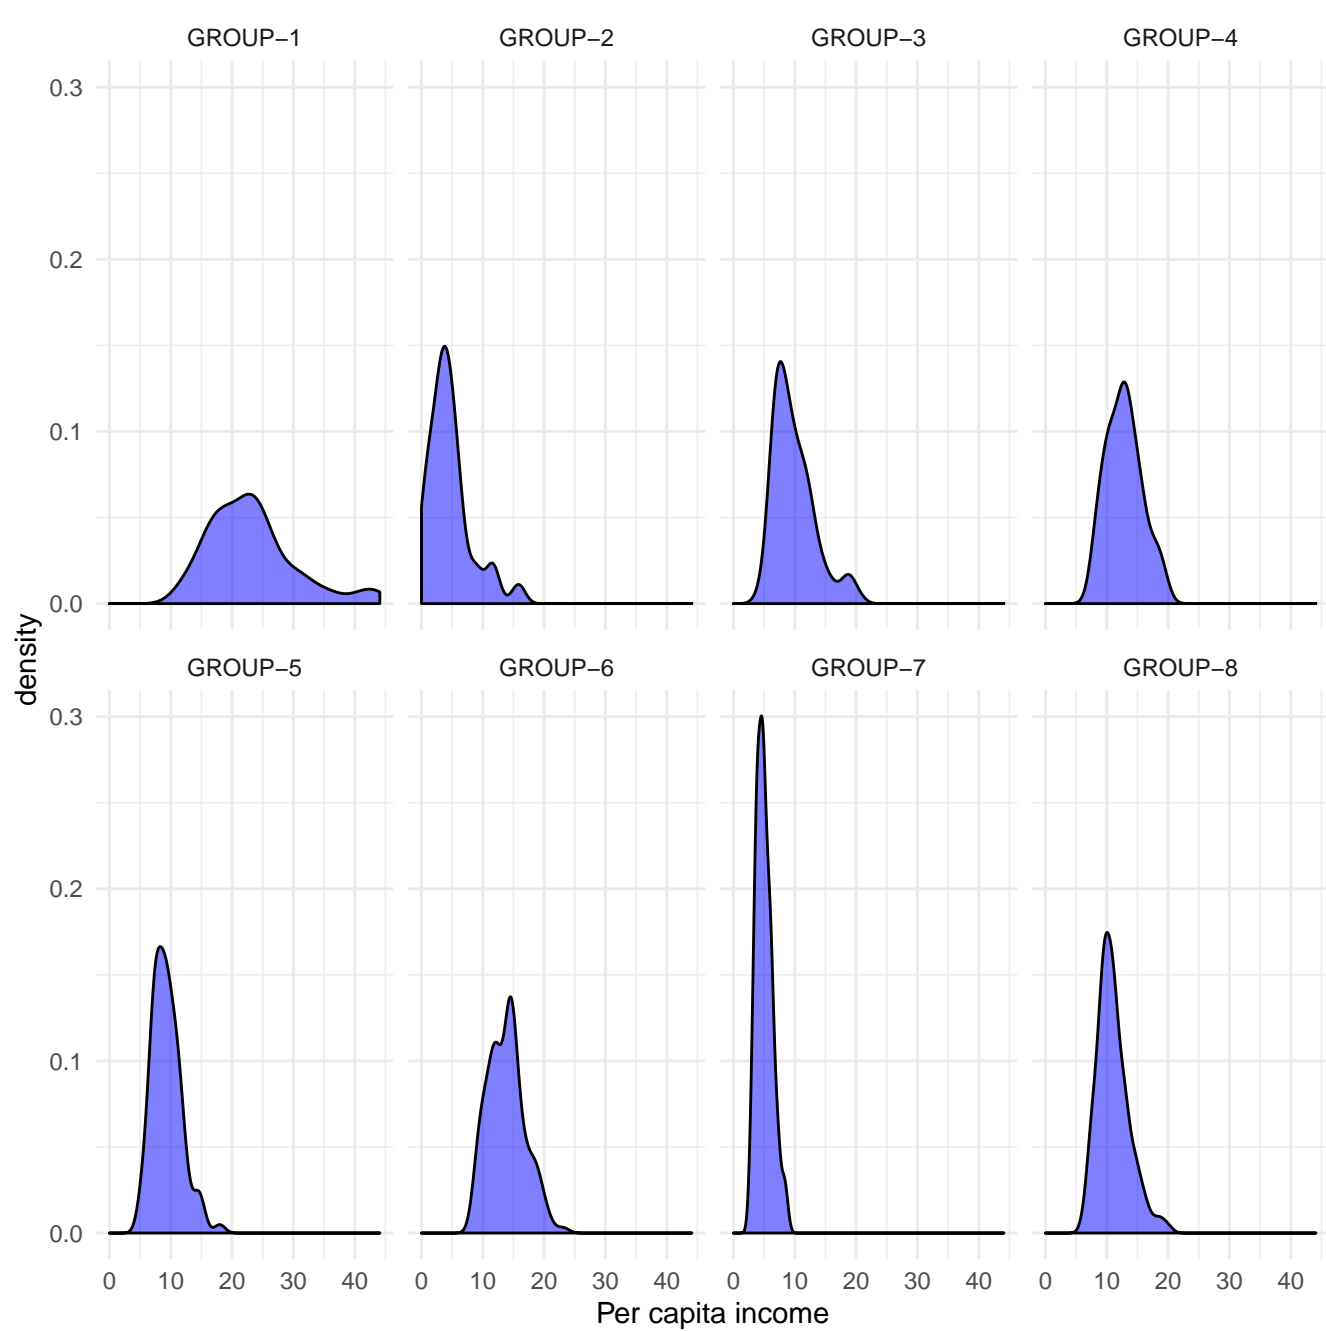 GROUP−1 GROUP−2 GROUP−3 GROUP−4
0.3
0.2
0.1
0.0
density
GROUP−5 GROUP−6 GROUP−7 GROUP−8
0.3
0.2
0.1
0.0
0 10 20 30 40 0 10 20 30 40 0 10 20 30 40 0 10 20 30 40
Per capita income